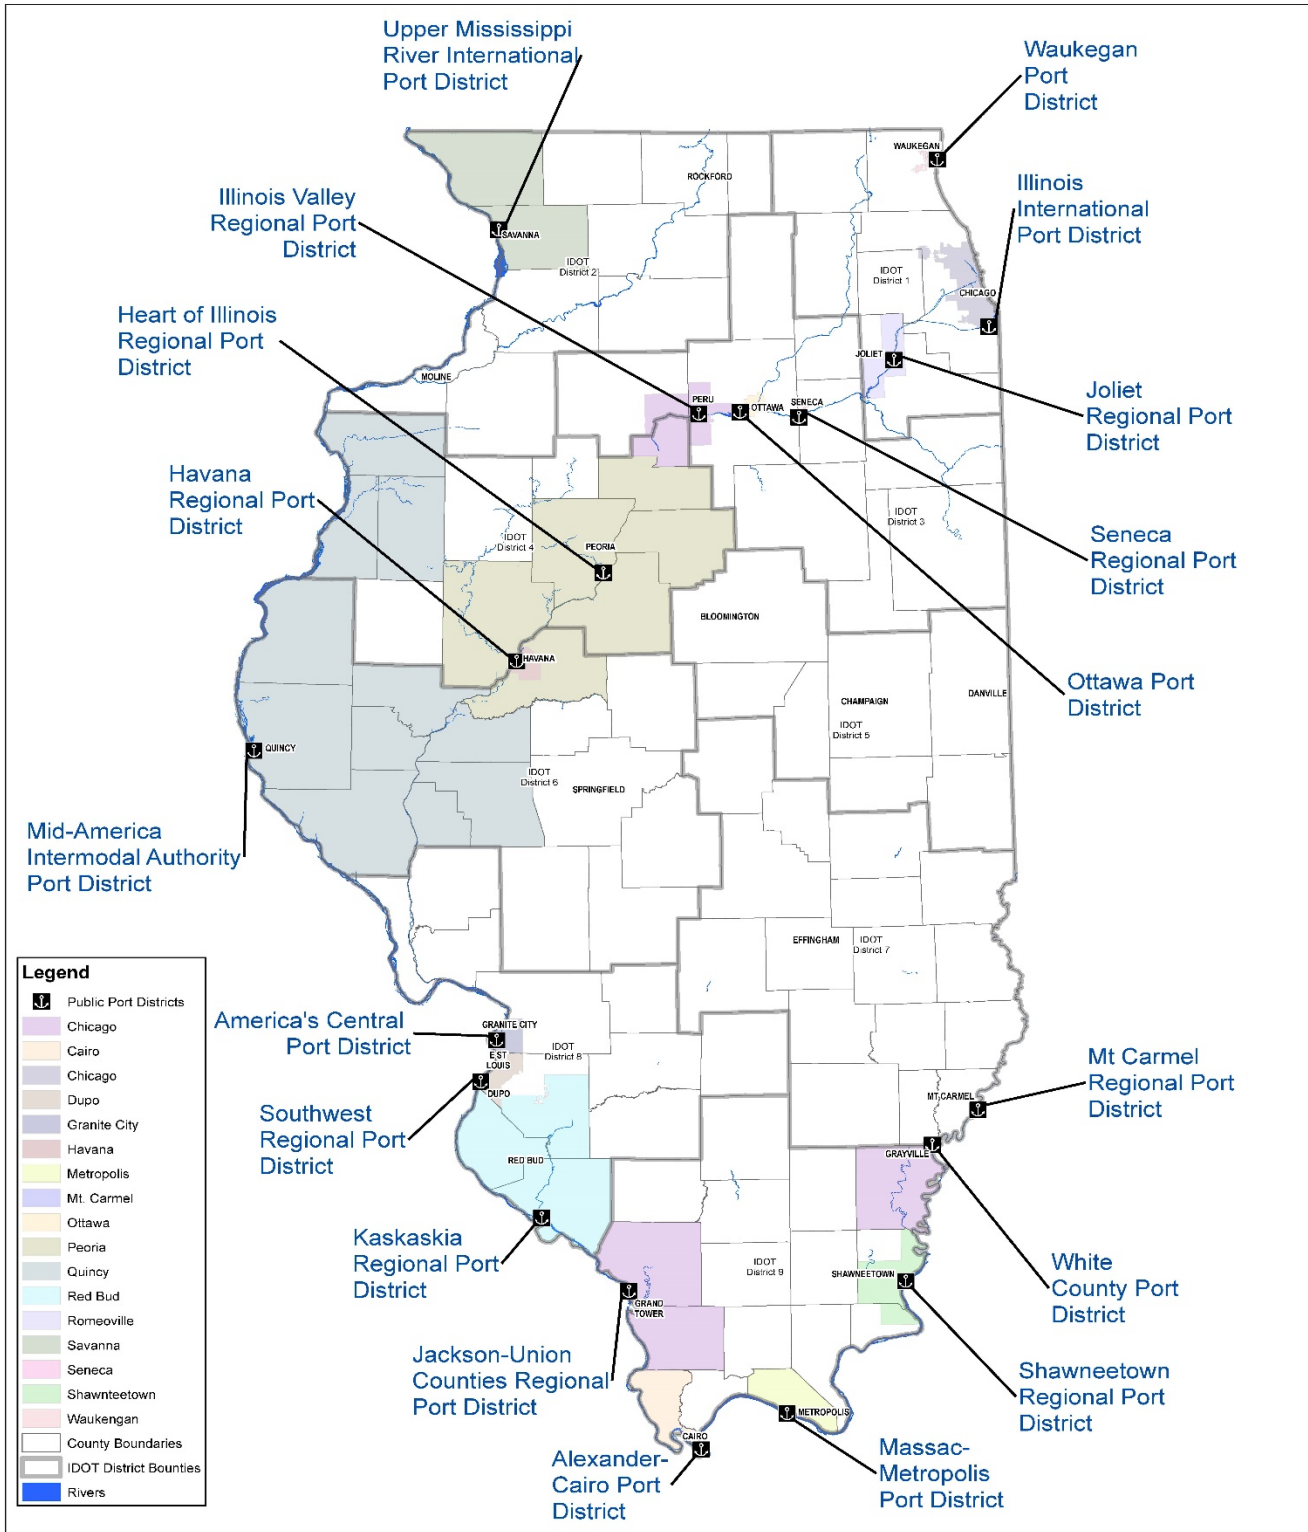 Upper Mississippi
River International
Port District
Waukegan
Port
District
Illinois Valley
Regional Port
District
Illinois
International
Port District
Heart of Illinois
Regional Port
District
Joliet
Regional Port
District
Havana
Regional Port
District
Seneca
Regional Port
District
Ottawa Port
District
Mid-America
Intermodal Authority
Port District
America's Central
Port District
Mt Carmel
Regional Port
District
Southwest
Regional Port
District
Kaskaskia
Regional Port
District
White
County Port
District
Jackson-Union
Counties Regional
Port District
Shawneetown
Regional Port
District
Alexander-
Cairo Port
District
Massac-
Metropolis
Port District
WAUKEGAN
ROCKFORD
SAVANNA
IDOT
District 2
IDOT
District 1
CHICAGO
JOLIET
MOLINE
PERU
OTTAWA
SENECA
IDOT
District 3
IDOT
District 4
PEORIA
BLOOMINGTON
HAVANA
CHAMPAIGN
DANVILLE
IDOT
District 5
QUINCY
IDOT
District 6
SPRINGFIELD
EFFINGHAM
IDOT
District 7
GRANITE CITY
E ST
LOUIS
IDOT
District 8
DUPO
MT CARMEL
GRAYVILLE
RED BUD
IDOT
District 9
SHAWNEETOWN
GRAND
TOWER
METROPOLIS
CAIRO
Legend
Public Port Districts
Chicago
Cairo
Chicago
Dupo
Granite City
Havana
Metropolis
Mt. Carmel
Ottawa
Peoria
Quincy
Red Bud
Romeoville
Savanna
Seneca
Shawnteetown
Waukengan
County Boundaries
IDOT District Bounties
Rivers